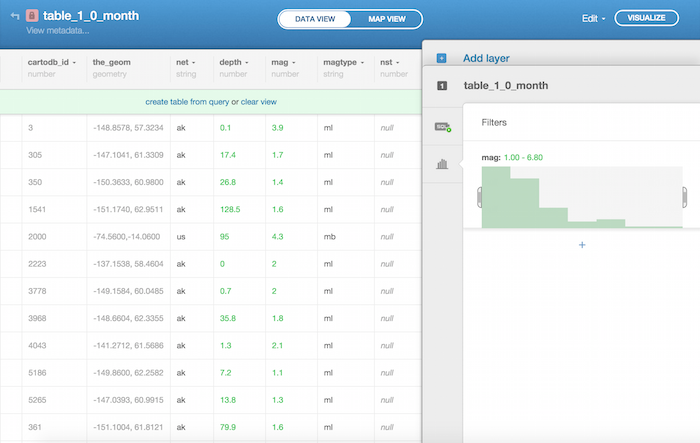 table_1_0_month
View metadata...
DATA VIEW MAP VIEW
Edit VISUALIZE
cartodb_id the_geom net depth mag magtype nst
number geometry string number number string number
create table from query or clear view
3 -148.8578, 57.3234 ak 0.1 3.9 ml null
305 -147.1041, 61.3309 ak 17.4 1.7 ml null
350 -150.3633, 60.9800 ak 26.8 1.4 ml null
1541 -151.1740, 62.9511 ak 128.5 1.6 ml null
2000 -74.5600,-14.0600 us 95 4.3 mb null
2223 -137.1538, 58.4604 ak 0 2 ml null
3778 -149.1584, 60.0485 ak 0.7 2 ml null
3968 -148.6604, 62.3355 ak 35.8 1.8 ml null
4043 -141.2712, 61.5686 ak 1.3 2.1 ml null
5186 -149.8600, 62.2582 ak 7.2 1.1 ml null
5265 -147.0393, 60.9915 ak 13.8 1.3 ml null
361 -151.1004, 61.8121 ak 79.9 1.6 ml null
+ Add layer
1 table_1_0_month
SQL
Filters
mag: 1.00 - 6.80
+